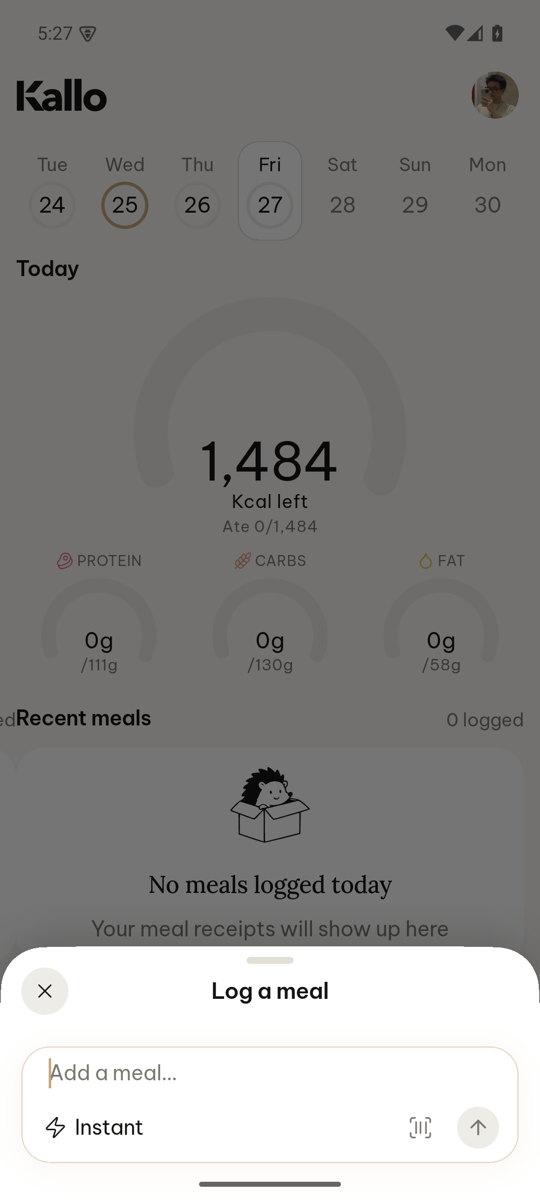 5:27
Kallo
Tue Wed Thu Fri Sat Sun Mon
24 25 26 27 28 29 30
Today
1,484
Kcal left
Ate 0/1,484
PROTEIN CARBS FAT
0g 0g 0g
/111g /130g /58g
ed Recent meals 0 logged
No meals logged today
Your meal receipts will show up here
Log a meal
Add a meal...
Instant